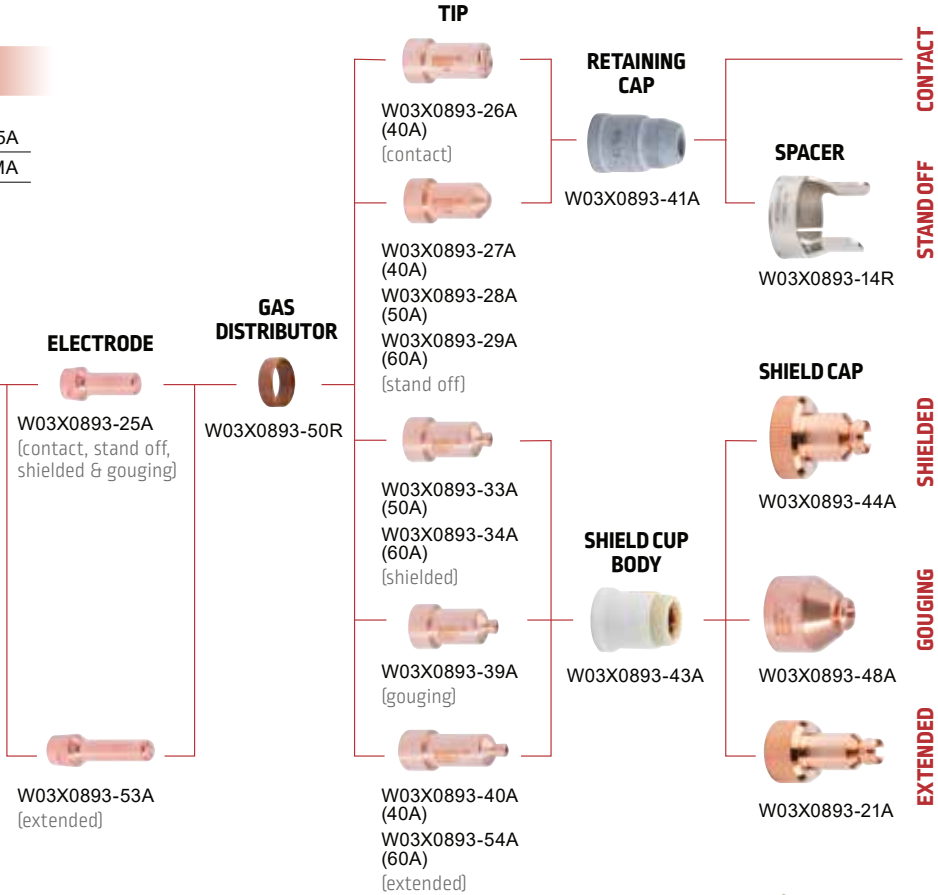 TIP
CONTACT
RETAINING
CAP
W03X0893-26A
(40A)
(contact)
SPACER
W03X0893-41A
STAND OFF
W03X0893-27A
(40A)
W03X0893-28A
(50A)
W03X0893-29A
(60A)
(stand off)
W03X0893-14R
GAS
DISTRIBUTOR
ELECTRODE
SHIELD CAP
W03X0893-25A
(contact, stand off,
shielded & gouging)
W03X0893-50R
SHIELDED
W03X0893-33A
(50A)
W03X0893-34A
(60A)
(shielded)
W03X0893-44A
SHIELD CUP
BODY
GOUGING
W03X0893-39A
(gouging)
W03X0893-43A
W03X0893-48A
EXTENDED
W03X0893-53A
(extended)
W03X0893-40A
(40A)
W03X0893-54A
(60A)
(extended)
W03X0893-21A